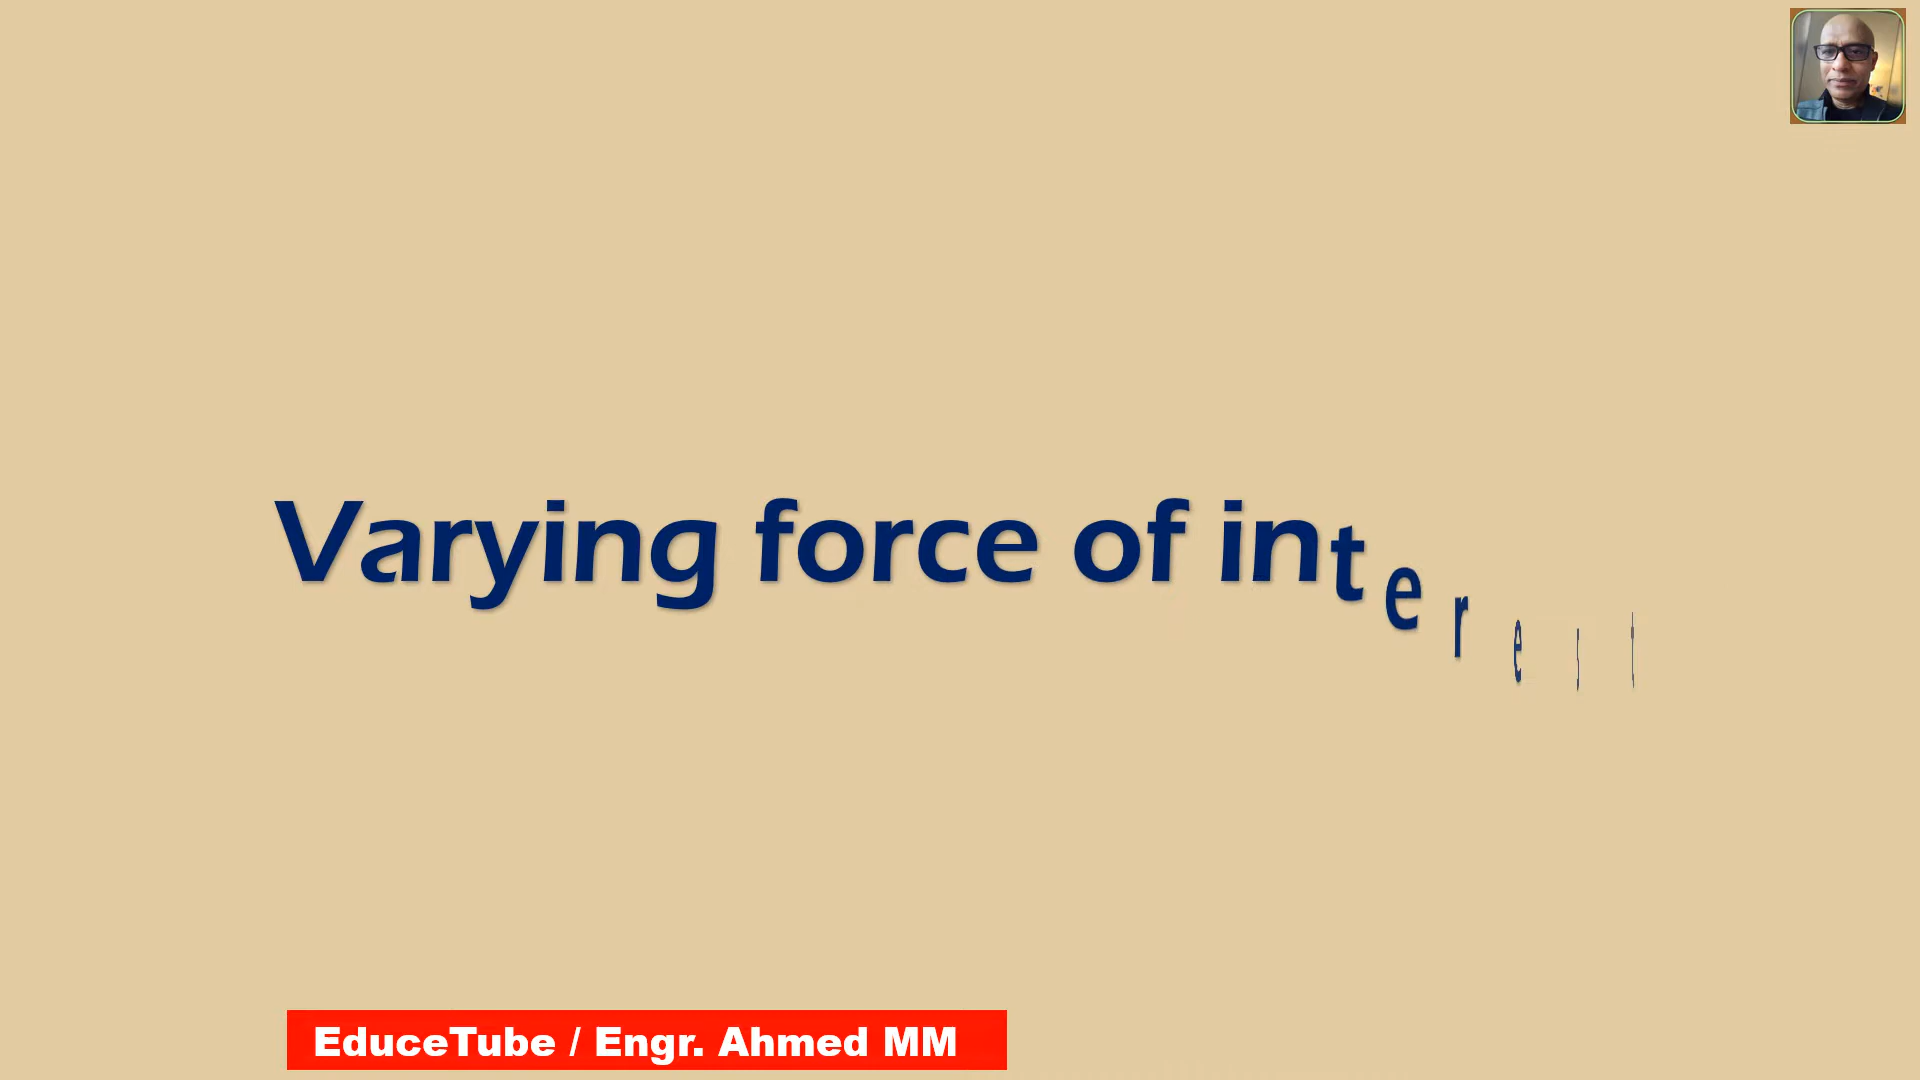 Varying force of interest
EduceTube / Engr. Ahmed MM